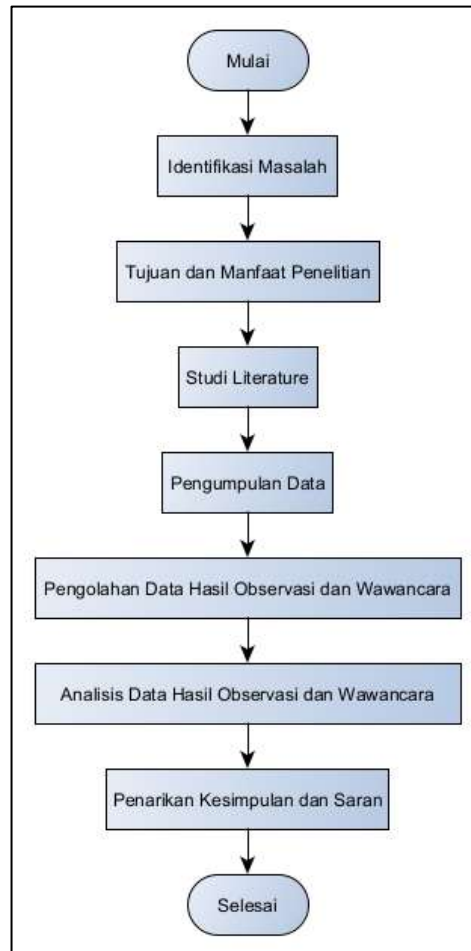 Mulai
Identifikasi Masalah
Tujuan dan Manfaat Penelitian
Studi Literature
Pengumpulan Data
Pengolahan Data Hasil Observasi dan Wawancara
Analisis Data Hasil Observasi dan Wawancara
Penarikan Kesimpulan dan Saran
Selesai